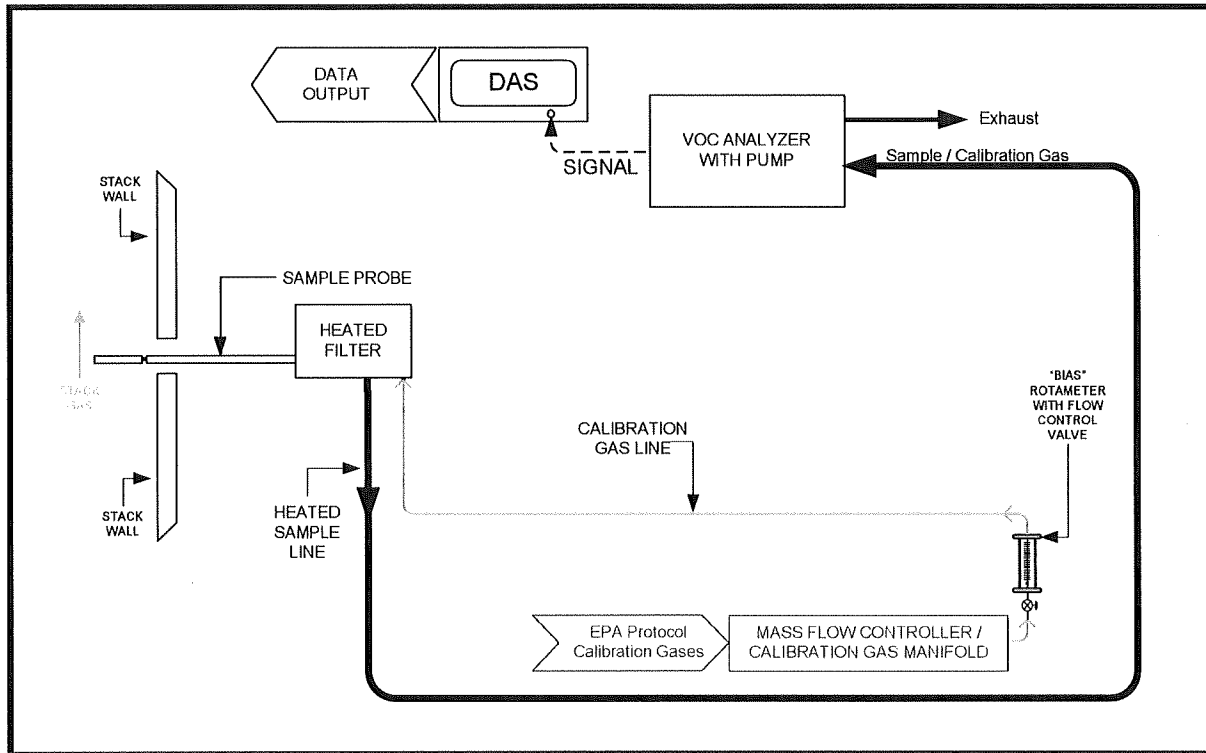 DATA
OUTPUT
DAS
VOC ANALYZER
WITH PUMP
Exhaust
Sample / Calibration Gas
SIGNAL
STACK
WALL
SAMPLE PROBE
HEATED
FILTER
STACK
GAS
"BIAS"
ROTAMETER
WITH FLOW
CONTROL
VALVE
CALIBRATION
GAS LINE
STACK
WALL
HEATED
SAMPLE
LINE
EPA Protocol
Calibration Gases
MASS FLOW CONTROLLER /
CALIBRATION GAS MANIFOLD